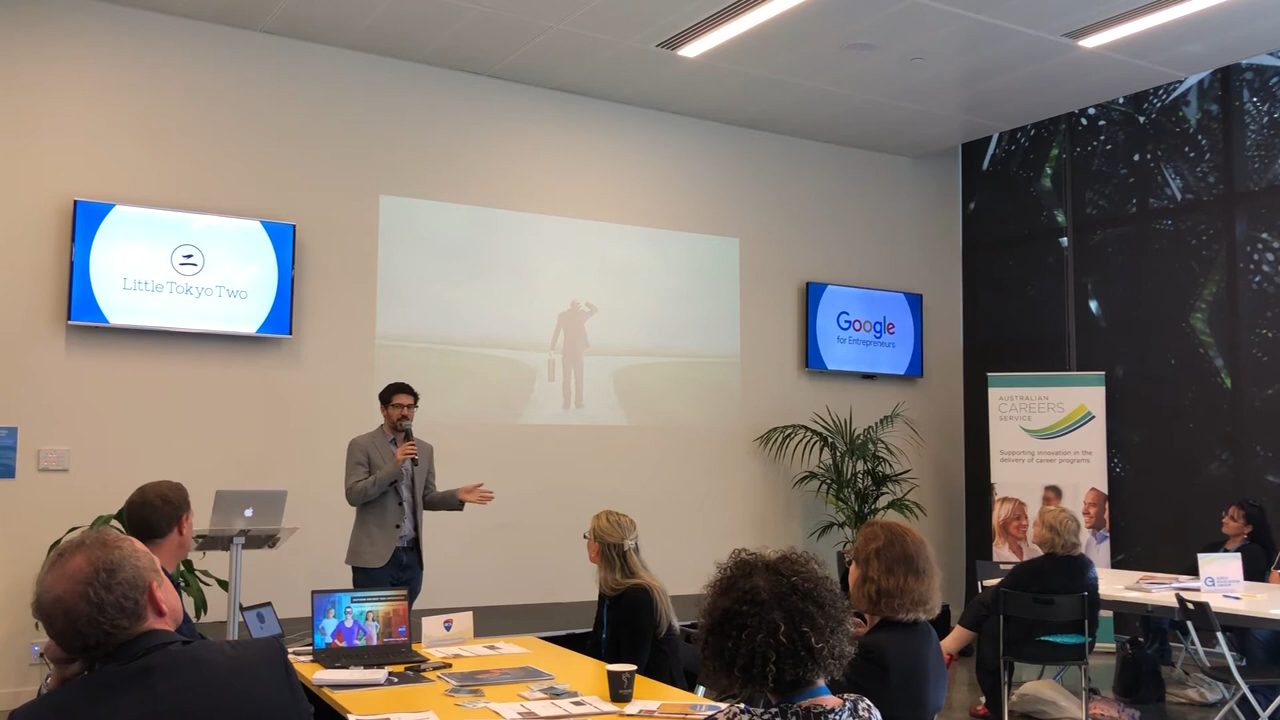 Little Tokyo Two
Google
for Entrepreneurs
AUSTRALIAN
CAREERS
SERVICE
Supporting innovation in the
delivery of career programs